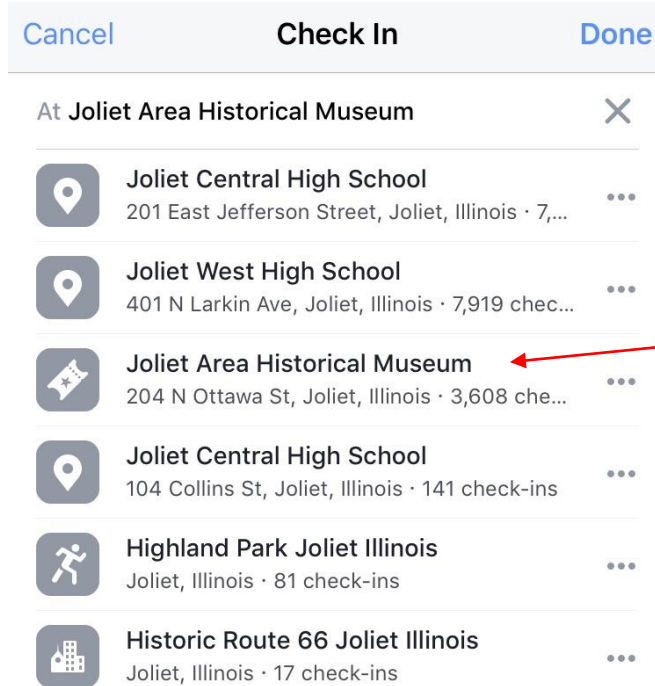 Cancel Check In Done
At Joliet Area Historical Museum
Joliet Central High School
201 East Jefferson Street, Joliet, Illinois · 7,...
Joliet West High School
401 N Larkin Ave, Joliet, Illinois · 7,919 chec...
Joliet Area Historical Museum
204 N Ottawa St, Joliet, Illinois · 3,608 che...
Joliet Central High School
104 Collins St, Joliet, Illinois · 141 check-ins
Highland Park Joliet Illinois
Joliet, Illinois · 81 check-ins
Historic Route 66 Joliet Illinois
Joliet, Illinois · 17 check-ins